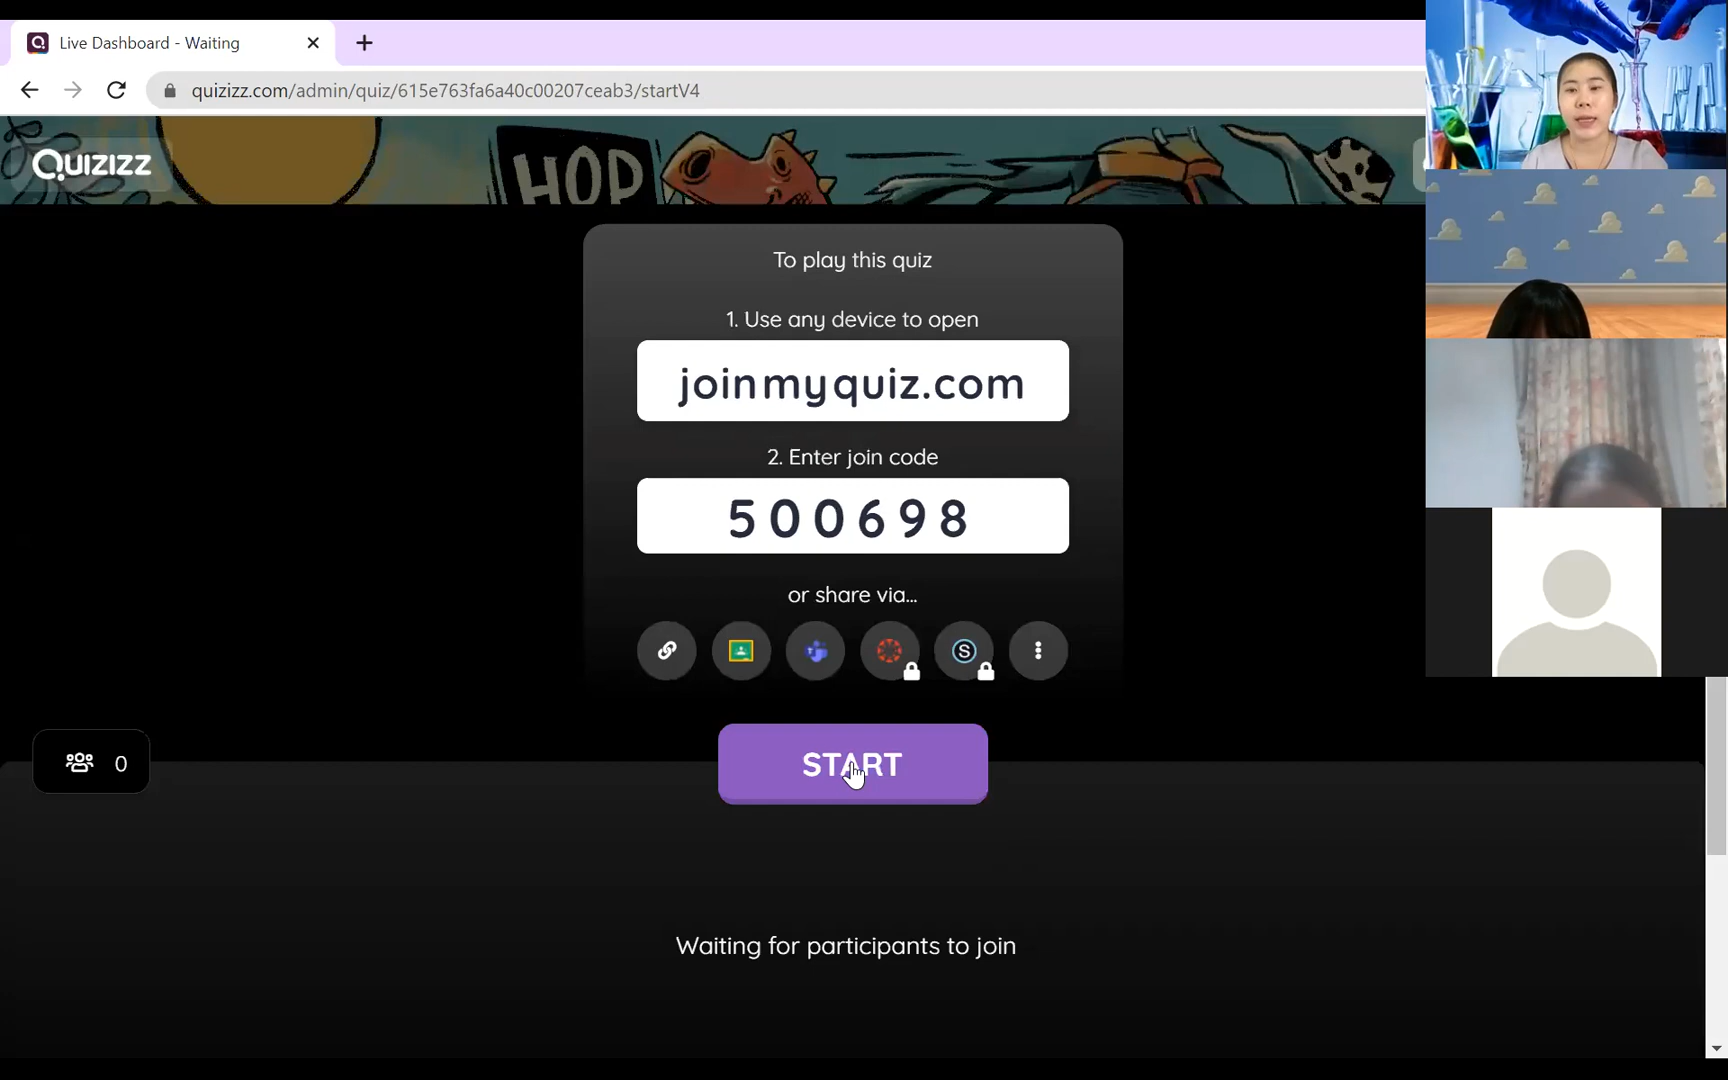 Live Dashboard - Waiting
quizizz.com/admin/quiz/615e763fa6a40c00207ceab3/startV4
Quizizz
HOP
To play this quiz
1. Use any device to open
joinmyquiz.com
2. Enter join code
500698
or share via...
S
START
0
Waiting for participants to join